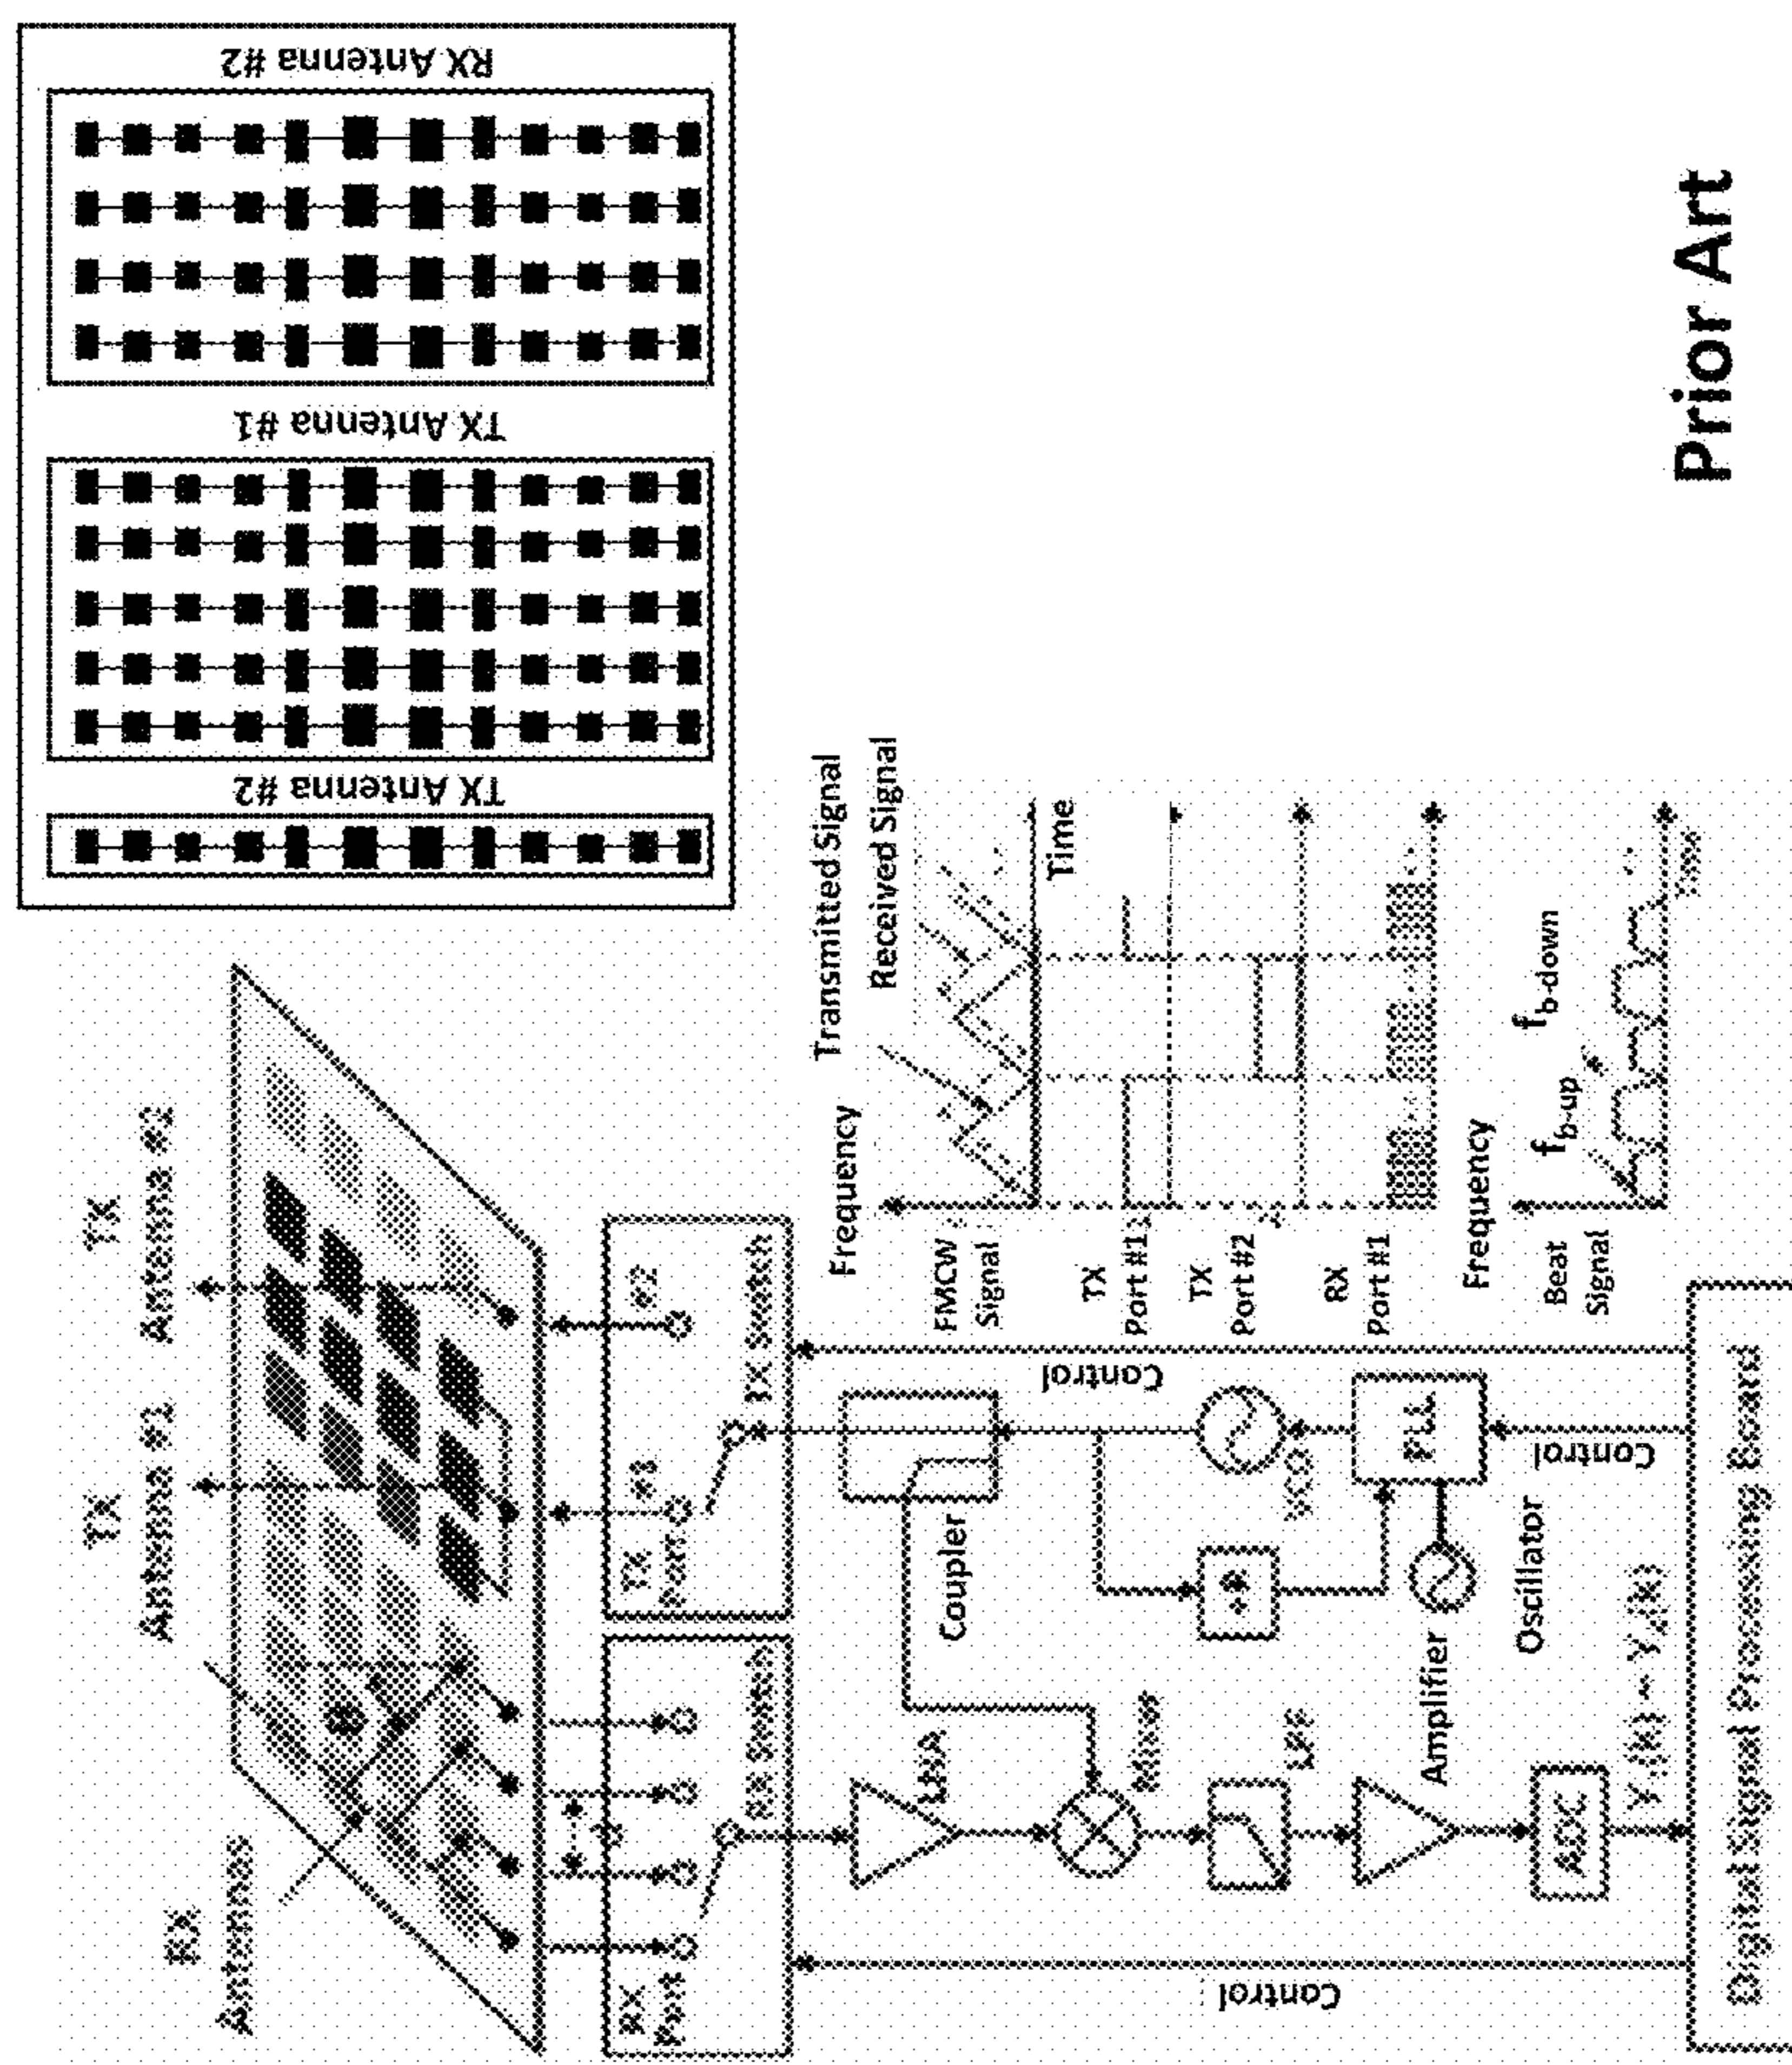 RX Antenna #2
TX Antenna #1
TX Antenna #2
TX
Antenna #2
TX
Antenna #1
RX
Antennas
#2
TX Switch
#1
TX
Port
RX Switch
RX
Port
Control
Coupler
LNA
VCO
Mixer
PLL
Control
LPF
Oscillator
Amplifier
ADC
Control
Digital Signal Processing Board
Transmitted Signal
Received Signal
Frequency
FMCW
Signal
Time
TX
Port #1
TX
Port #2
RX
Port #1
Frequency
Beat
Signal
f b-up
f b-down
Time
Prior Art